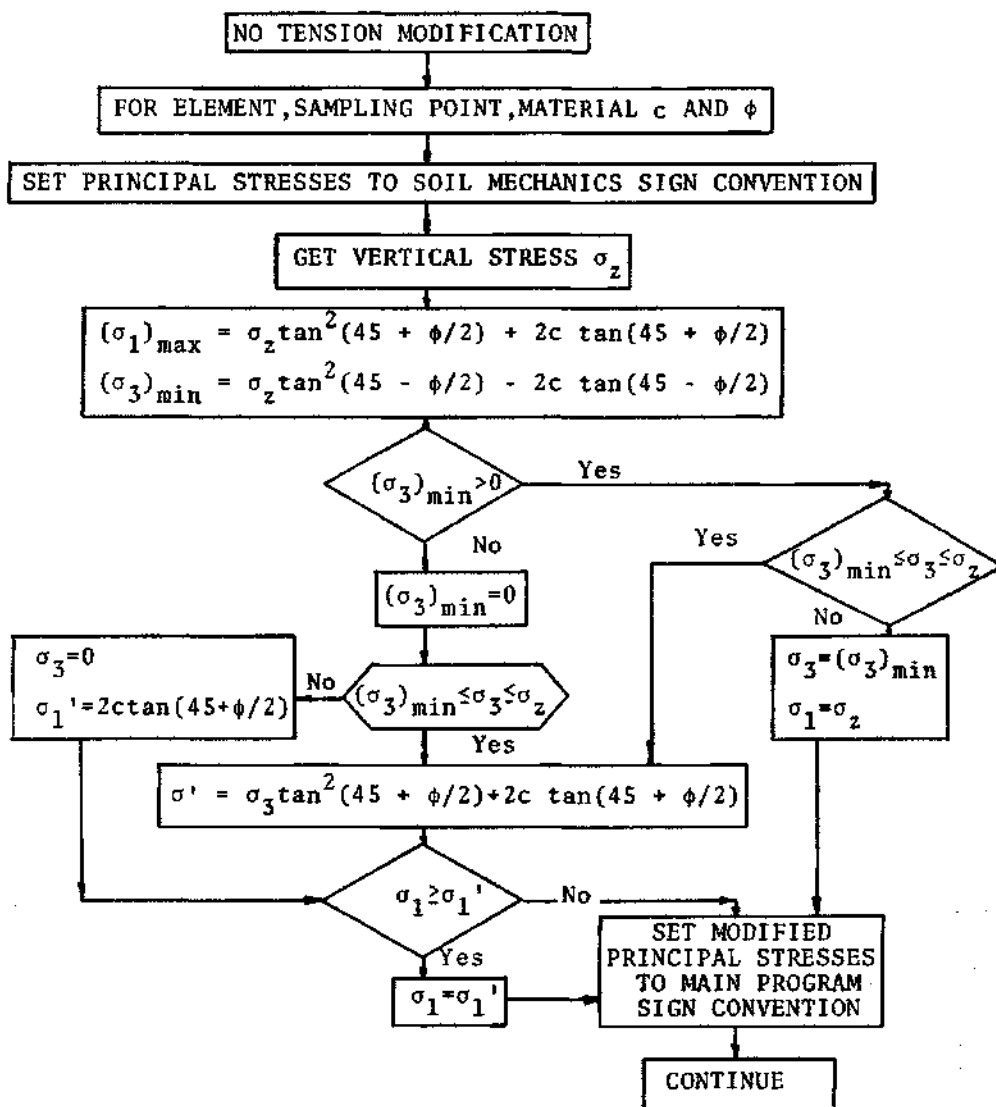 NO TENSION MODIFICATION
FOR ELEMENT,SAMPLING POINT,MATERIAL c AND ϕ
SET PRINCIPAL STRESSES TO SOIL MECHANICS SIGN CONVENTION
GET VERTICAL STRESS σz
(σ1)max = σz tan²(45 + ϕ/2) + 2c tan(45 + ϕ/2)
(σ3)min = σz tan²(45 - ϕ/2) - 2c tan(45 - ϕ/2)
(σ3)min>0
Yes
No
Yes
(σ3)min≤σ3≤σz
No
(σ3)min=0
σ3=(σ3)min
σ1=σz
σ3=0
σ1'=2ctan(45+ϕ/2)
No
(σ3)min≤σ3≤σz
Yes
σ' = σ3 tan²(45 + ϕ/2)+2c tan(45 + ϕ/2)
σ1≥σ1'
No
Yes
σ1=σ1'
SET MODIFIED
PRINCIPAL STRESSES
TO MAIN PROGRAM
SIGN CONVENTION
CONTINUE